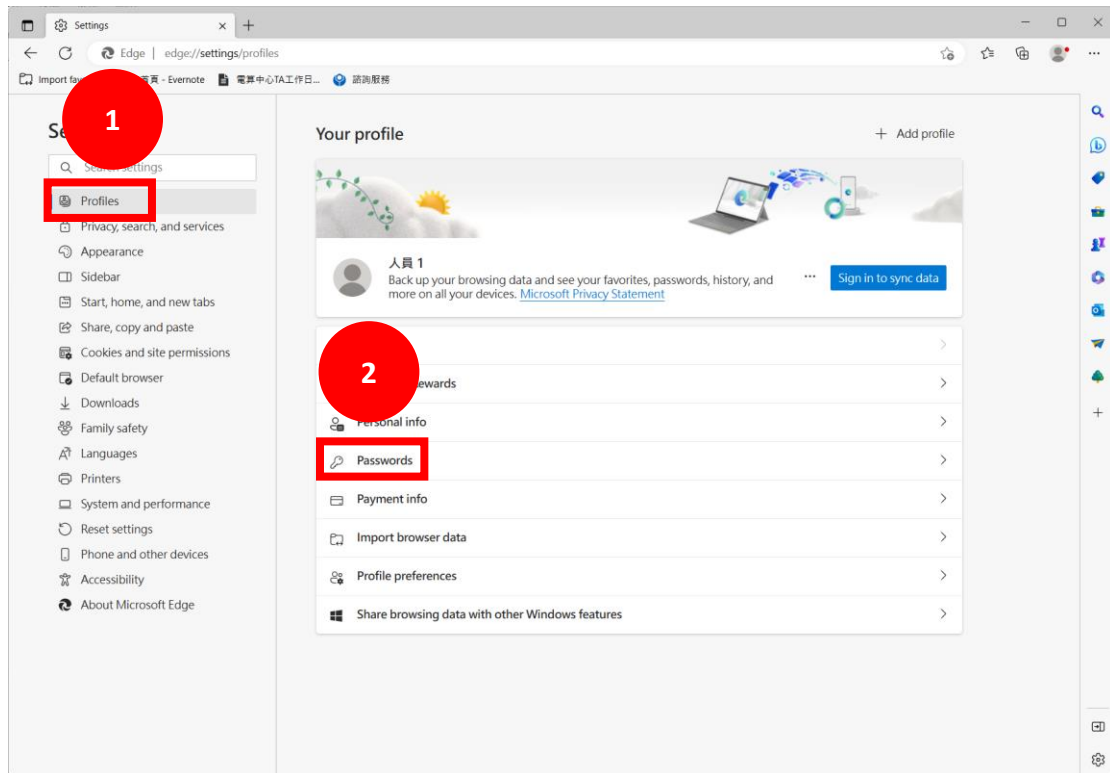 Settings
Edge | edge://settings/profiles
Import fav
首頁 - Evernote
電算中心TA工作日...
諮詢服務
1
Search settings
Profiles
Privacy, search, and services
Appearance
Sidebar
Start, home, and new tabs
Share, copy and paste
Cookies and site permissions
Default browser
Downloads
Family safety
Languages
Printers
System and performance
Reset settings
Phone and other devices
Accessibility
About Microsoft Edge
Your profile
Add profile
人員 1
Back up your browsing data and see your favorites, passwords, history, and
more on all your devices. Microsoft Privacy Statement
Sign in to sync data
2
ewards
Personal info
Passwords
Payment info
Import browser data
Profile preferences
Share browsing data with other Windows features